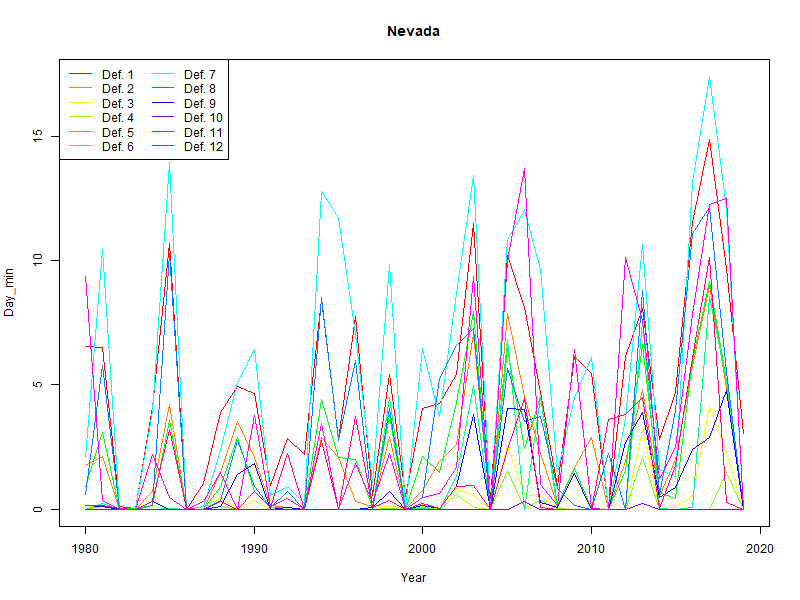 Nevada
Def. 1 Def. 7
Def. 2 Def. 8
Def. 3 Def. 9
Def. 4 Def. 10
Def. 5 Def. 11
Def. 6 Def. 12
15
10
5
0
Day_min
1980 1990 2000 2010 2020
Year